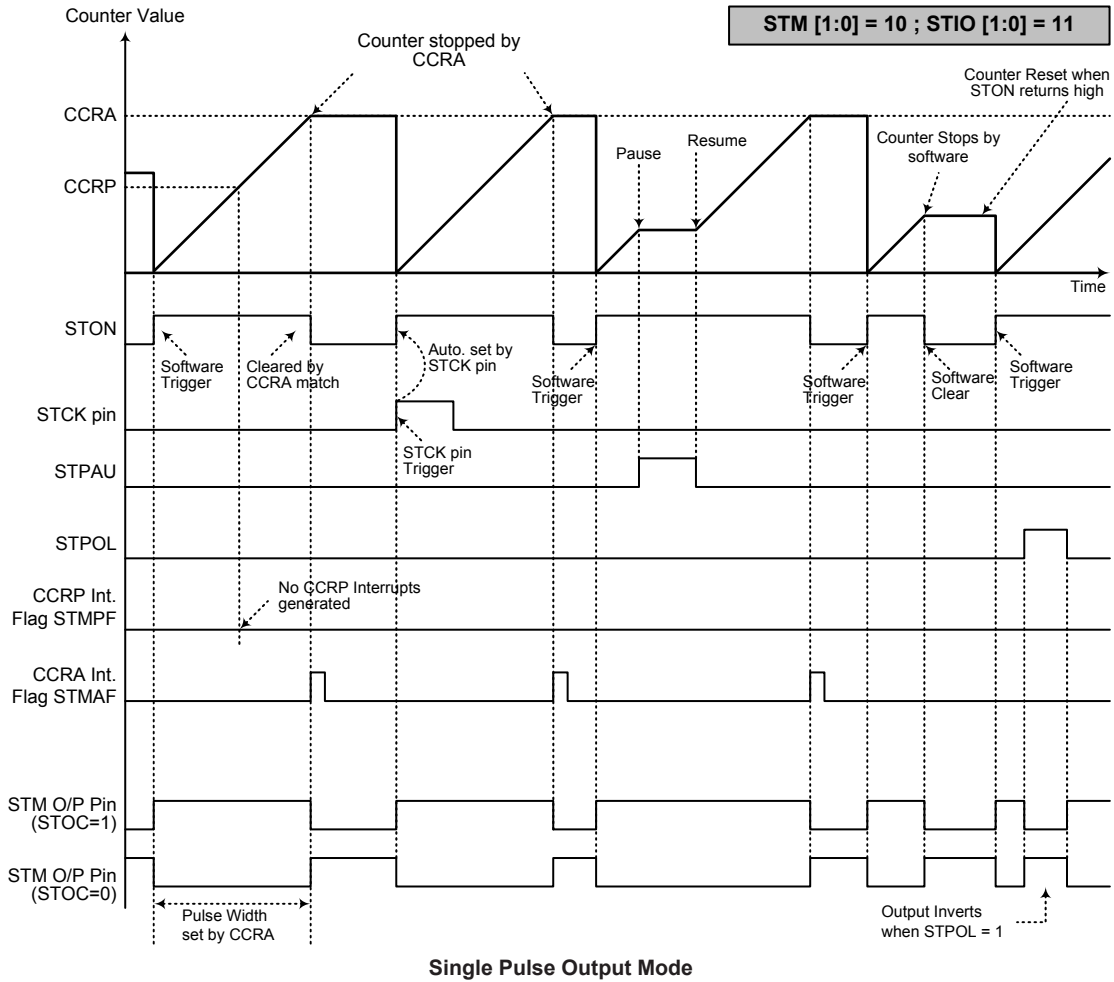 Counter Value
STM [1:0] = 10 ; STIO [1:0] = 11
Counter stopped by
CCRA
Counter Reset when
STON returns high
CCRA
Pause
Resume
Counter Stops by
software
CCRP
Time
STON
Software
Trigger
Cleared by
CCRA match
Auto. set by
STCK pin
Software
Trigger
Software
Trigger
Software
Clear
Software
Trigger
STCK pin
STCK pin
Trigger
STPAU
STPOL
CCRP Int.
Flag STMPF
No CCRP Interrupts
generated
CCRA Int.
Flag STMAF
STM O/P Pin
(STOC=1)
STM O/P Pin
(STOC=0)
Pulse Width
set by CCRA
Output Inverts
when STPOL = 1
Single Pulse Output Mode